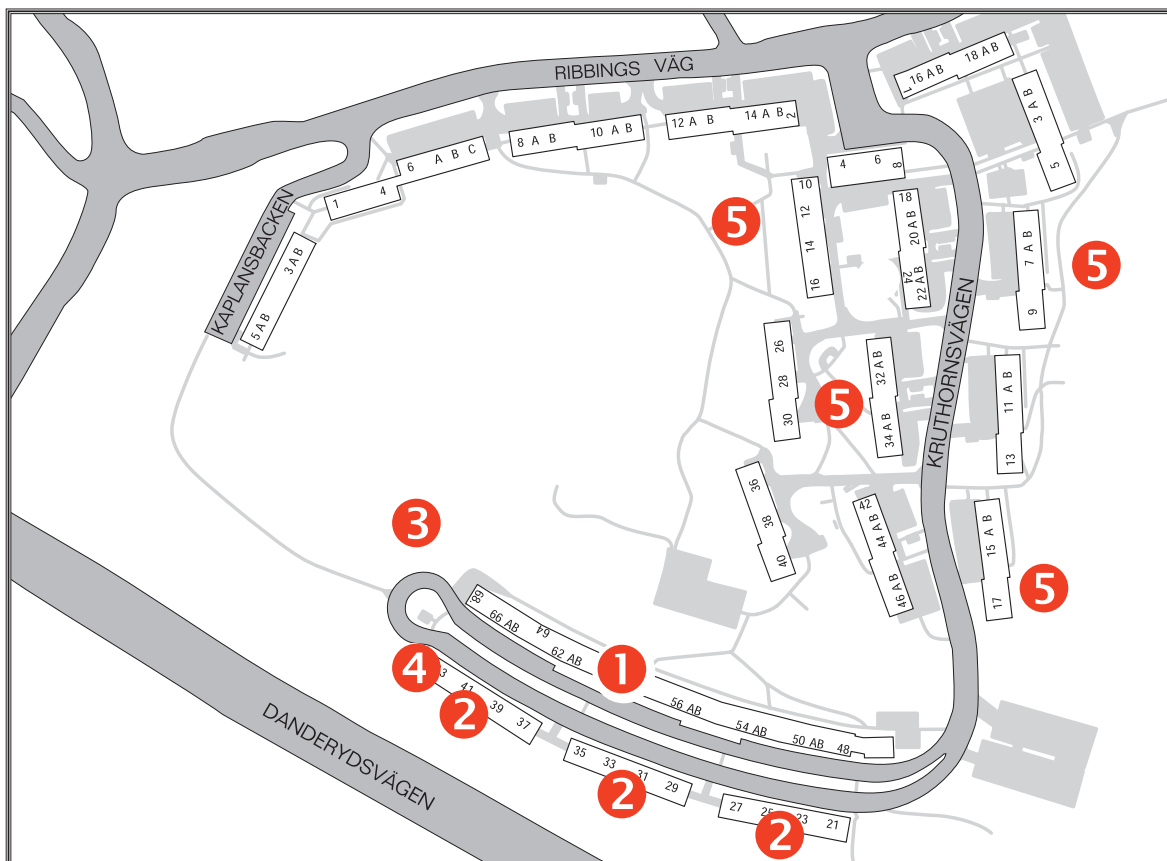 RIBBINGS VÄG
16 A B
18 A B
1
3 A B
5
12 A B
14 A B
2
8 A B
10 A B
6 A B C
4
1
4 6 8
10
12
14
16
18
20 A B
24
22 A B
KAPLANSBACKEN
3 A B
5 A B
5
5
7 A B
9
KRUTHORNSVÄGEN
26
28
30
5
32 A B
34 A B
11 A B
13
36
38
40
42
44 A B
46 A B
15 A B
17
5
3
68
66 AB
64
62 AB
1
56 AB
54 AB
50 AB
48
4
41
39
37
2
35
33
31
29
2
27
23
21
2
DANDERYDSVÄGEN